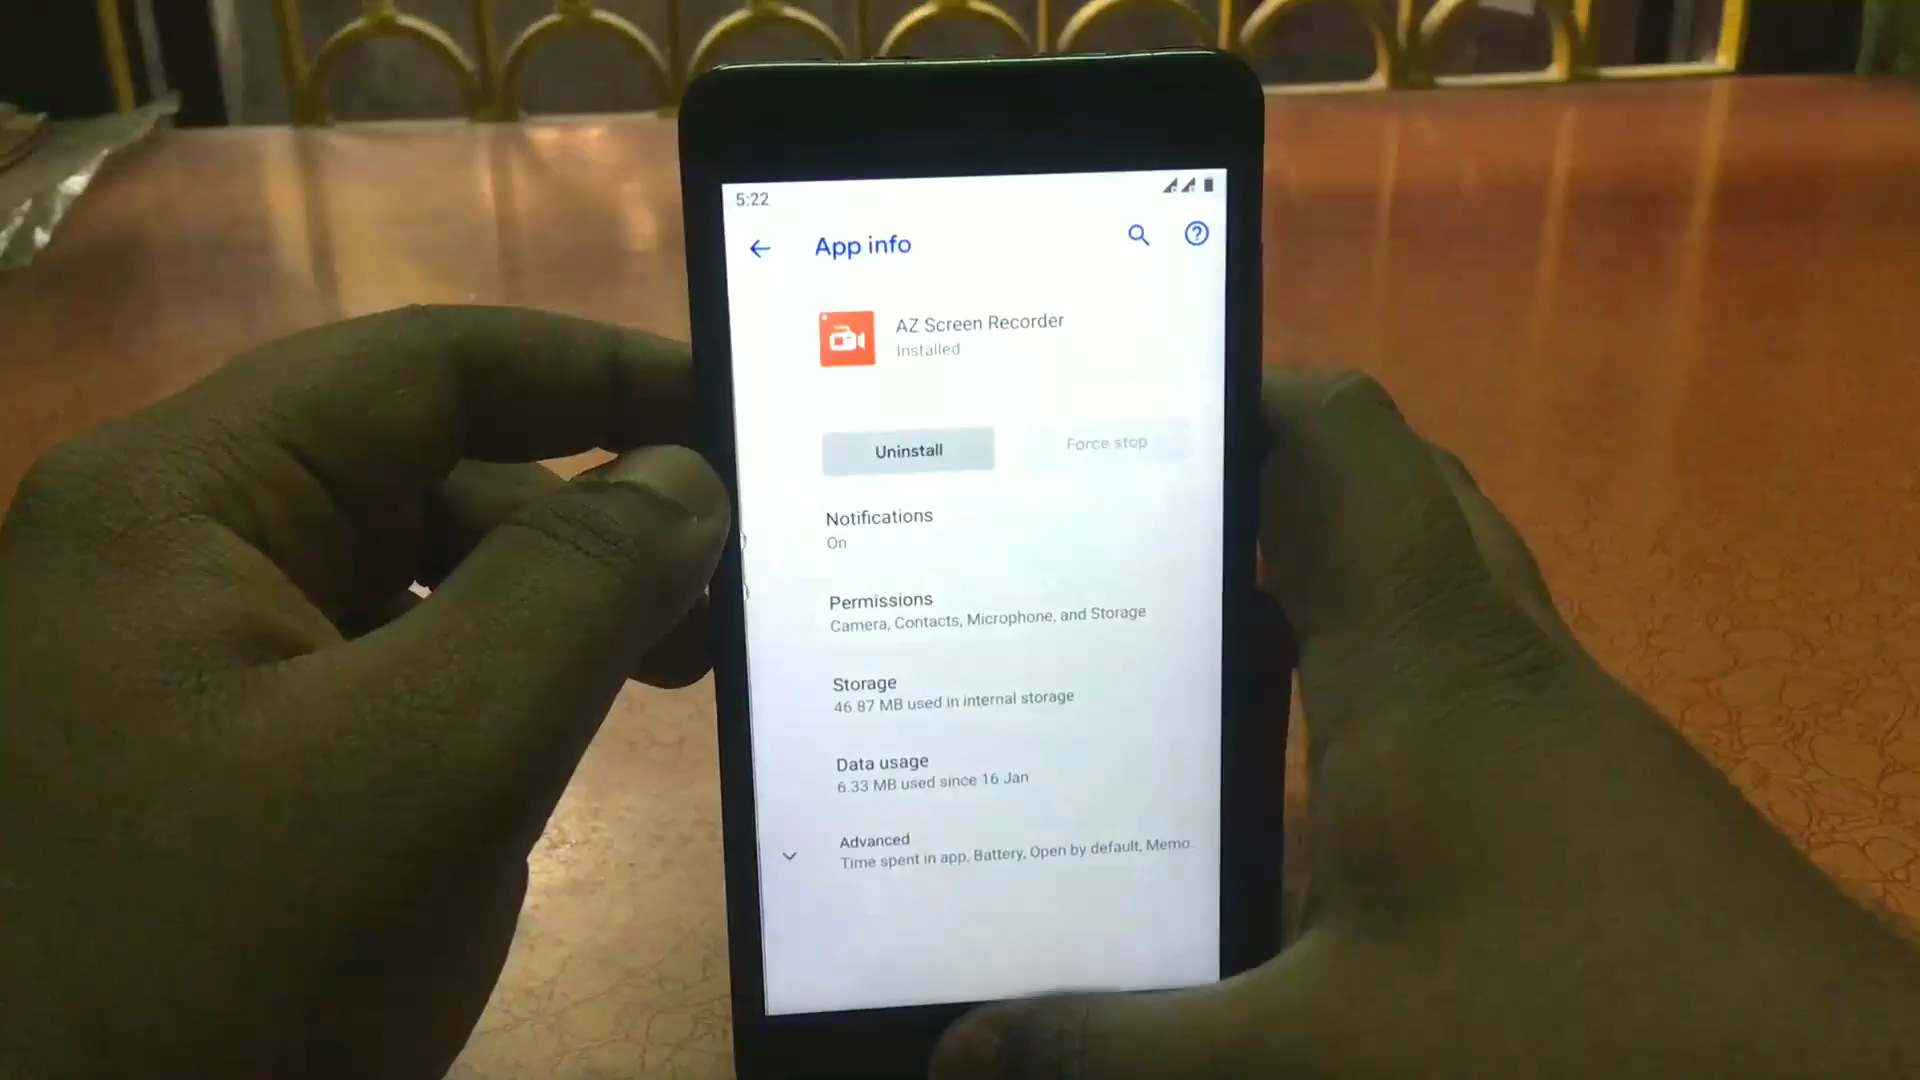 5:22
App info
AZ Screen Recorder
Installed
Uninstall
Force stop
Notifications
On
Permissions
Camera, Contacts, Microphone, and Storage
Storage
46.87 MB used in internal storage
Data usage
6.33 MB used since 16 Jan
Advanced
Time spent in app, Battery, Open by default, Memo..